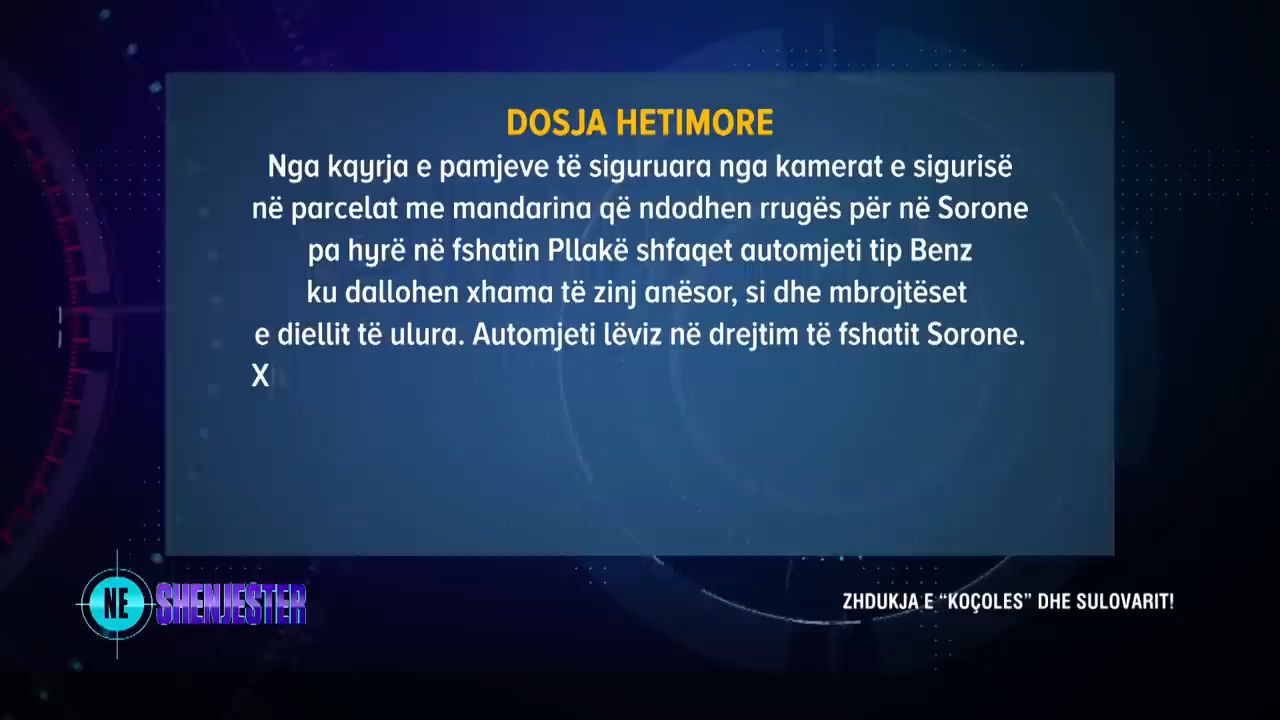 DOSJA HETIMORE
Nga kqyrja e pamjeve të siguruara nga kamerat e sigurisë
në parcelat me mandarina që ndodhen rrugës për në Sorone
pa hyrë në fshatin Pllakë shfaqet automjeti tip Benz
ku dallohen xhama të zinj anësor, si dhe mbrojtëset
e diellit të ulura. Automjeti lëviz në drejtim të fshatit Sorone.
X
NE SHENJESTER
ZHDUKJA E “KOÇOLES” DHE SULOVARIT!